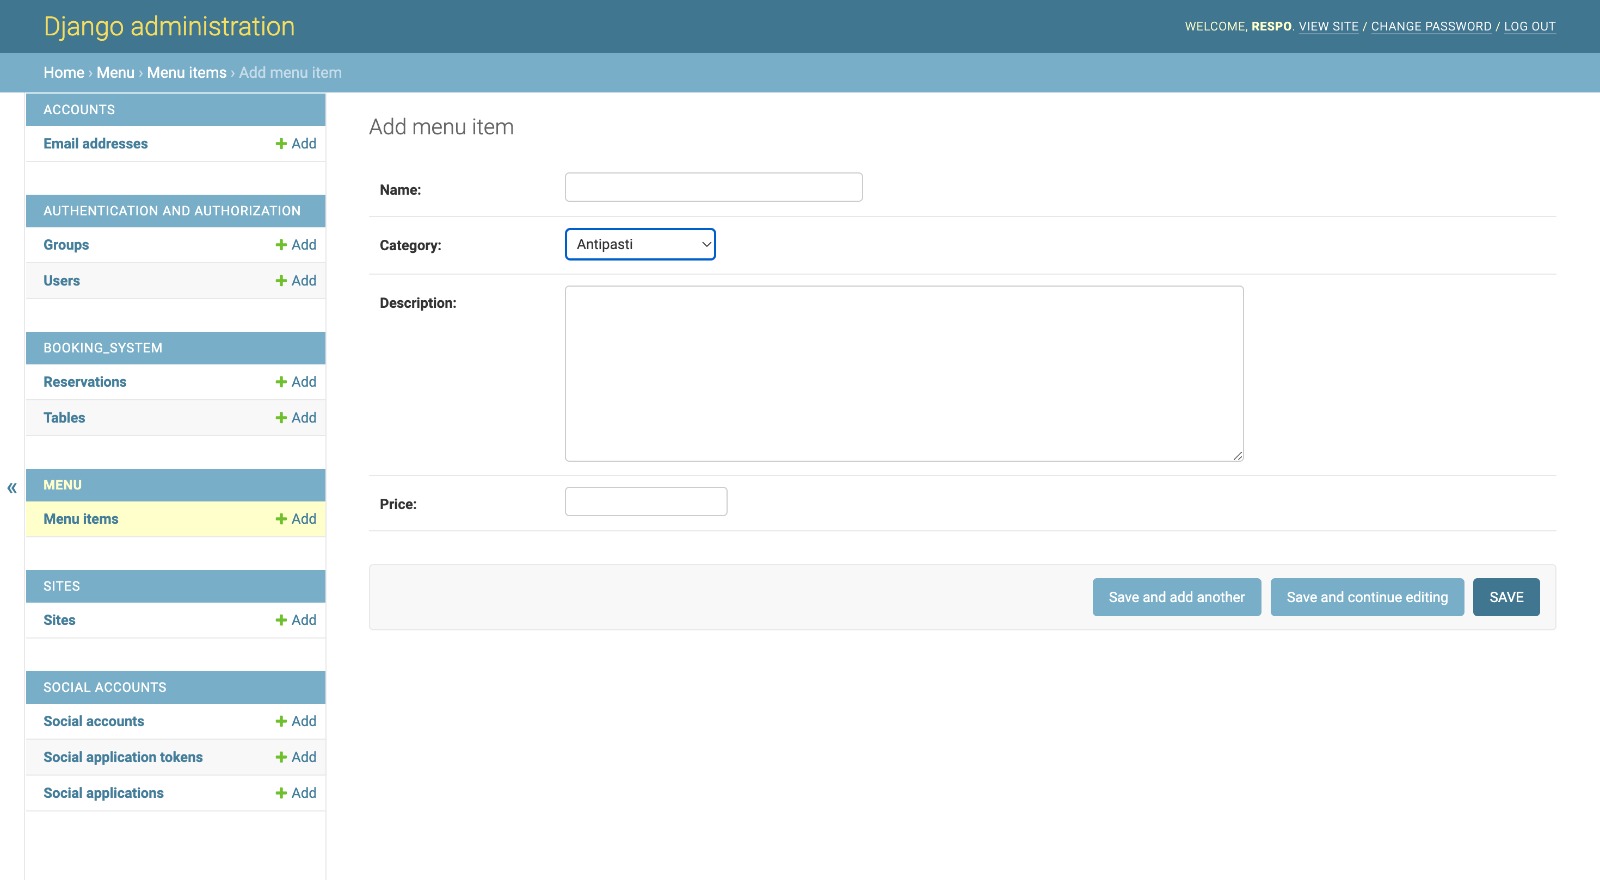 Django administration
WELCOME, RESPO. VIEW SITE / CHANGE PASSWORD / LOG OUT
Home › Menu › Menu items › Add menu item
ACCOUNTS
Email addresses + Add
AUTHENTICATION AND AUTHORIZATION
Groups + Add
Users + Add
BOOKING_SYSTEM
Reservations + Add
Tables + Add
«
MENU
Menu items + Add
SITES
Sites + Add
SOCIAL ACCOUNTS
Social accounts + Add
Social application tokens + Add
Social applications + Add
Add menu item
Name:
Category: Antipasti
Description:
Price:
Save and add another Save and continue editing SAVE